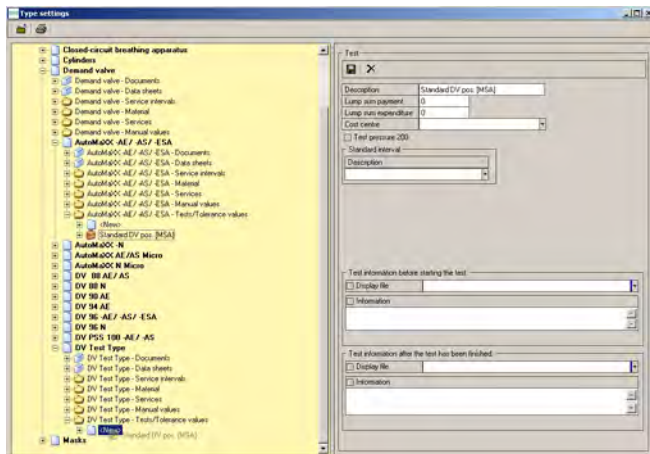 Type settings
Closed-circuit breathing apparatus
Cylinders
Demand valve
Demand valve - Documents
Demand valve - Data sheets
Demand valve - Service intervals
Demand valve - Material
Demand valve - Services
Demand valve - Manual values
AutoMaXX -AE/ -AS/ -ESA
AutoMaXX -AE/ -AS/ -ESA - Documents
AutoMaXX -AE/ -AS/ -ESA - Data sheets
AutoMaXX -AE/ -AS/ -ESA - Service intervals
AutoMaXX -AE/ -AS/ -ESA - Material
AutoMaXX -AE/ -AS/ -ESA - Services
AutoMaXX -AE/ -AS/ -ESA - Manual values
AutoMaXX -AE/ -AS/ -ESA - Tests/Tolerance values
<New>
Standard DV pos. [MSA]
AutoMaXX -N
AutoMaXX AE/AS Micro
AutoMaXX N Micro
DV 88 AE/ AS
DV 88 N
DV 90 AE
DV 94 AE
DV 96 -AE/ -AS/ -ESA
DV 96 N
DV PSS 100 -AE/ -AS
DV Test Type
DV Test Type - Documents
DV Test Type - Data sheets
DV Test Type - Service intervals
DV Test Type - Material
DV Test Type - Services
DV Test Type - Manual values
DV Test Type - Tests/Tolerance values
<New>
Standard DV pos. [MSA]
Masks
Test
Description Standard DV pos. [MSA]
Lump sum payment 0
Lump sum expenditure 0
Cost centre
Test pressure 200
Standard interval
Description
Test information before starting the test
Display file
Information
Test information after the test has been finished.
Display file
Information